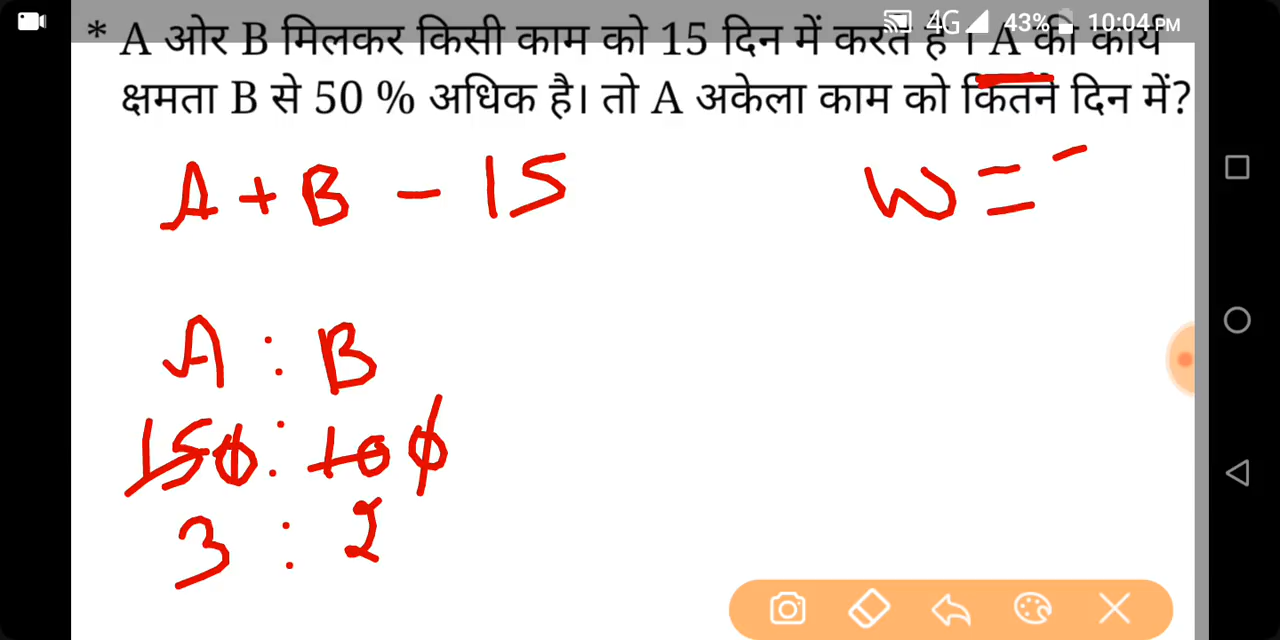 4G 43% 10:04 PM
* A ओर B मिलकर किसी काम को 15 दिन में करते है । A की कार्य
क्षमता B से 50 % अधिक है। तो A अकेला काम को कितने दिन में?
A + B - 15
W =
A : B
150 : 100
3 : 2